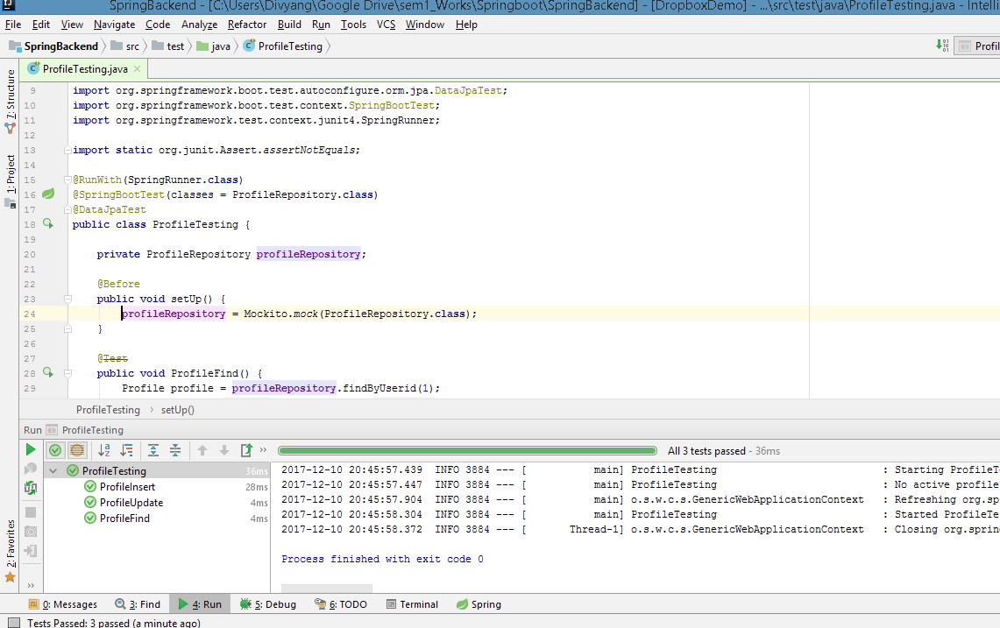 SpringBackend - [C:\Users\Divyang\Google Drive\sem1_Works\Springboot\SpringBackend] - [DropboxDemo] - ...\src\test\java\ProfileTesting.java - Intelli
File Edit View Navigate Code Analyze Refactor Build Run Tools VCS Window Help
SpringBackend src test java ProfileTesting Profil
ProfileTesting.java
7: Structure
1: Project
2: Favorites
9 import org.springframework.boot.test.autoconfigure.orm.jpa.DataJpaTest;
10 import org.springframework.boot.test.context.SpringBootTest;
11 import org.springframework.test.context.junit4.SpringRunner;
12
13 import static org.junit.Assert.assertNotEquals;
14
15 @RunWith(SpringRunner.class)
16 @SpringBootTest(classes = ProfileRepository.class)
17 @DataJpaTest
18 public class ProfileTesting {
19
20 private ProfileRepository profileRepository;
21
22 @Before
23 public void setUp() {
24 profileRepository = Mockito.mock(ProfileRepository.class);
25 }
26
27 @Test
28 public void ProfileFind() {
29 Profile profile = profileRepository.findByUserid(1);
ProfileTesting > setUp()
Run ProfileTesting
All 3 tests passed - 36ms
ProfileTesting 36ms
ProfileInsert 28ms
ProfileUpdate 4ms
ProfileFind 4ms
2017-12-10 20:45:57.439 INFO 3884 --- [ main] ProfileTesting : Starting ProfileT
2017-12-10 20:45:57.447 INFO 3884 --- [ main] ProfileTesting : No active profile
2017-12-10 20:45:57.904 INFO 3884 --- [ main] o.s.w.c.s.GenericWebApplicationContext : Refreshing org.sp
2017-12-10 20:45:58.304 INFO 3884 --- [ main] ProfileTesting : Started ProfileTe
2017-12-10 20:45:58.372 INFO 3884 --- [ Thread-1] o.s.w.c.s.GenericWebApplicationContext : Closing org.sprin
Process finished with exit code 0
0: Messages 3: Find 4: Run 5: Debug 6: TODO Terminal Spring
Tests Passed: 3 passed (a minute ago)